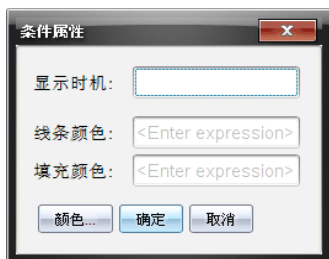 条件属性
显示时机：
线条颜色： <Enter expression>
填充颜色： <Enter expression>
颜色... 确定 取消